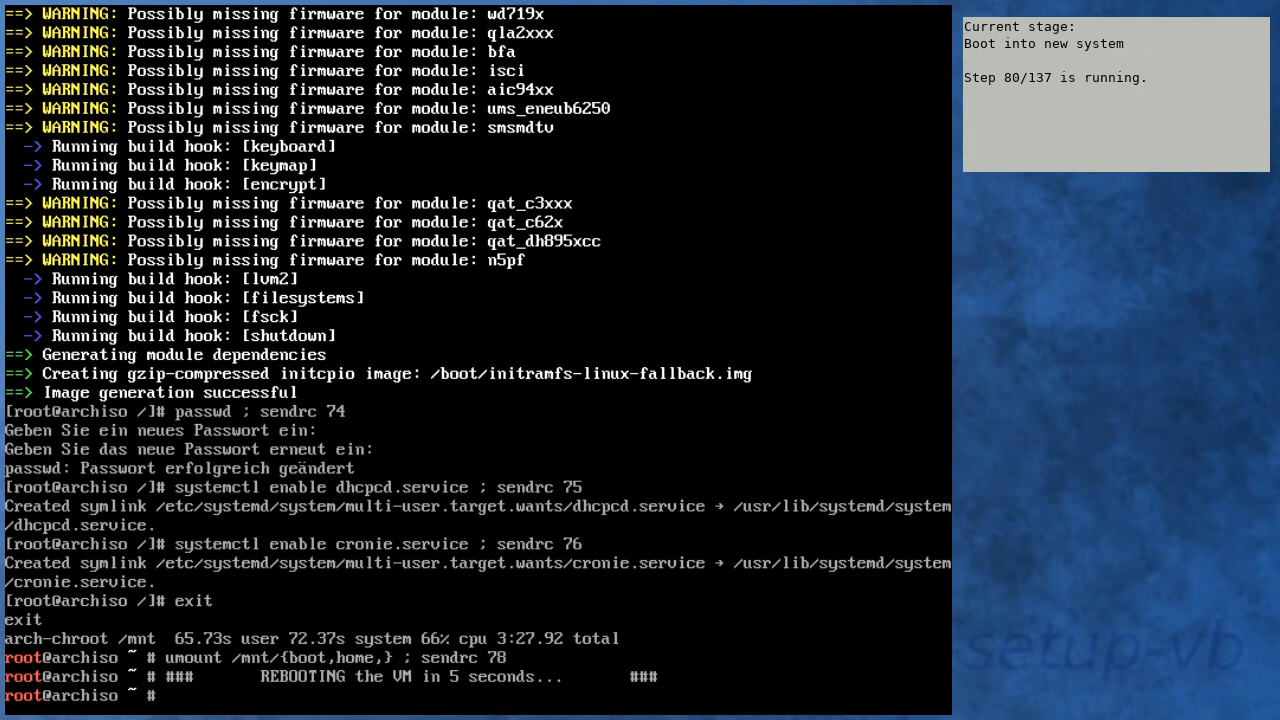 ==> WARNING: Possibly missing firmware for module: wd719x
==> WARNING: Possibly missing firmware for module: qla2xxx
==> WARNING: Possibly missing firmware for module: bfa
==> WARNING: Possibly missing firmware for module: isci
==> WARNING: Possibly missing firmware for module: aic94xx
==> WARNING: Possibly missing firmware for module: ums_eneub6250
==> WARNING: Possibly missing firmware for module: smsmdtv
-> Running build hook: [keyboard]
-> Running build hook: [keymap]
-> Running build hook: [encrypt]
==> WARNING: Possibly missing firmware for module: qat_c3xxx
==> WARNING: Possibly missing firmware for module: qat_c62x
==> WARNING: Possibly missing firmware for module: qat_dh895xcc
==> WARNING: Possibly missing firmware for module: n5pf
-> Running build hook: [lvm2]
-> Running build hook: [filesystems]
-> Running build hook: [fsck]
-> Running build hook: [shutdown]
==> Generating module dependencies
==> Creating gzip-compressed initcpio image: /boot/initramfs-linux-fallback.img
==> Image generation successful
[root@archiso /]# passwd ; sendrc 74
Geben Sie ein neues Passwort ein:
Geben Sie das neue Passwort erneut ein:
passwd: Passwort erfolgreich geändert
[root@archiso /]# systemctl enable dhcpcd.service ; sendrc 75
Created symlink /etc/systemd/system/multi-user.target.wants/dhcpcd.service → /usr/lib/systemd/system
/dhcpcd.service.
[root@archiso /]# systemctl enable cronie.service ; sendrc 76
Created symlink /etc/systemd/system/multi-user.target.wants/cronie.service → /usr/lib/systemd/system
/cronie.service.
[root@archiso /]# exit
exit
arch-chroot /mnt  65.73s user 72.37s system 66% cpu 3:27.92 total
root@archiso ~ # umount /mnt/{boot,home,} ; sendrc 78
root@archiso ~ # ###       REBOOTING the VM in 5 seconds...       ###
root@archiso ~ #
Current stage:
Boot into new system
Step 80/137 is running.
setup-vb